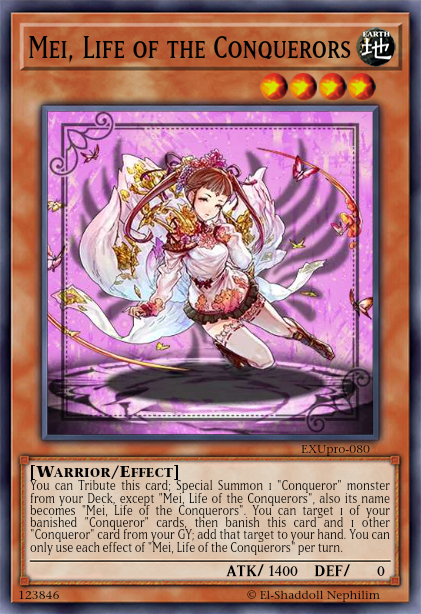 Mei, Life of the Conquerors
EARTH
地
EXUpro-080
[Warrior/Effect]
You can Tribute this card; Special Summon 1 "Conqueror" monster
from your Deck, except "Mei, Life of the Conquerors", also its name
becomes "Mei, Life of the Conquerors". You can target 1 of your
banished "Conqueror" cards, then banish this card and 1 other
"Conqueror" card from your GY; add that target to your hand. You can
only use each effect of "Mei, Life of the Conquerors" per turn.
ATK/ 1400 DEF/ 0
123846 © El-Shaddoll Nephilim